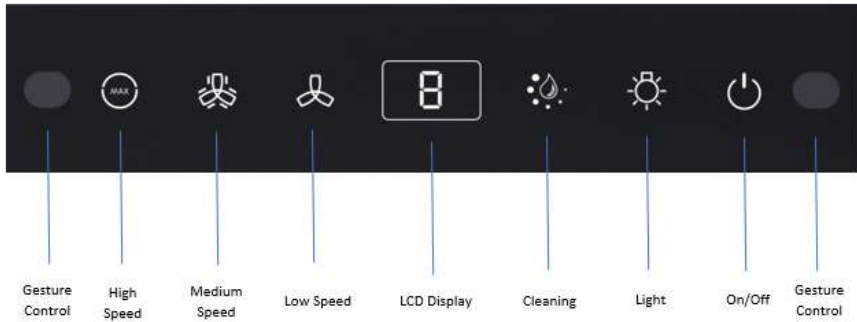 MAX
8
Gesture
Control
High
Speed
Medium
Speed
Low Speed
LCD Display
Cleaning
Light
On/Off
Gesture
Control